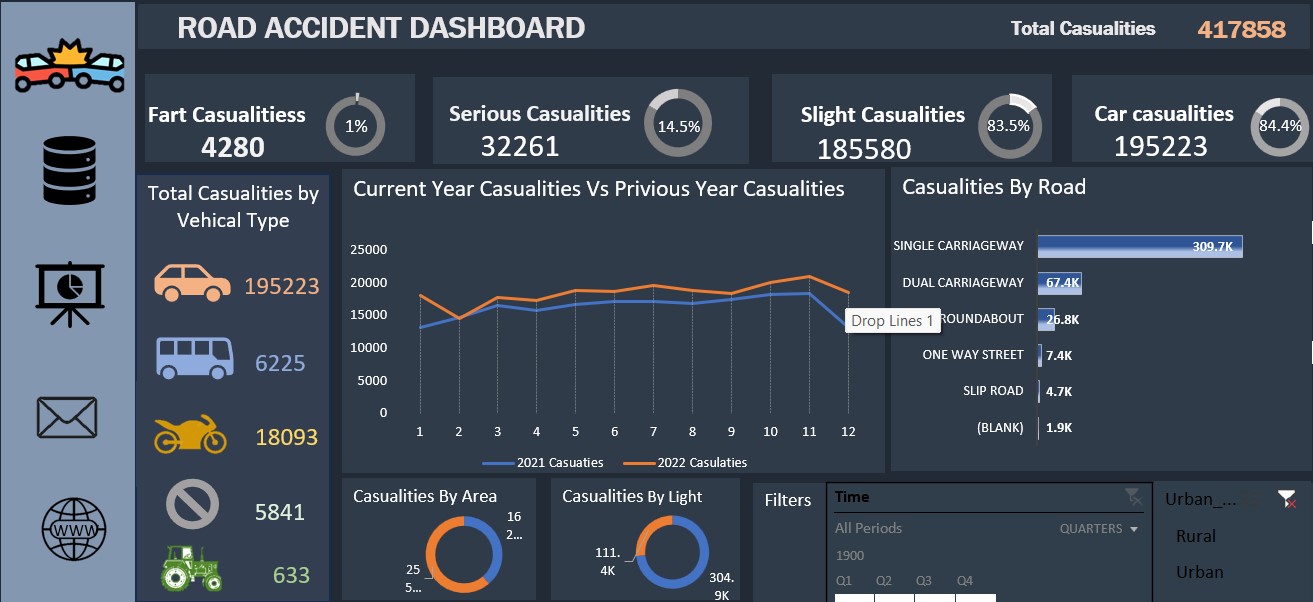 ROAD ACCIDENT DASHBOARD
Total Casualities
417858
Fart Casualitiess
4280
1%
Serious Casualities
32261
14.5%
Slight Casualities
185580
83.5%
Car casualities
195223
84.4%
Total Casualities by
Vehical Type
195223
6225
18093
5841
633
WWW
Current Year Casualities Vs Privious Year Casualities
25000
20000
15000
10000
5000
0
1 2 3 4 5 6 7 8 9 10 11 12
2021 Casuaties 2022 Casulaties
Drop Lines 1
Casualities By Road
SINGLE CARRIAGEWAY 309.7K
DUAL CARRIAGEWAY 67.4K
ROUNDABOUT 26.8K
ONE WAY STREET 7.4K
SLIP ROAD 4.7K
(BLANK) 1.9K
Casualities By Area
16
2...
25
5...
Casualities By Light
111.
4K
304.
9K
Filters
Time
All Periods QUARTERS
1900
Q1 Q2 Q3 Q4
Urban_...
Rural
Urban